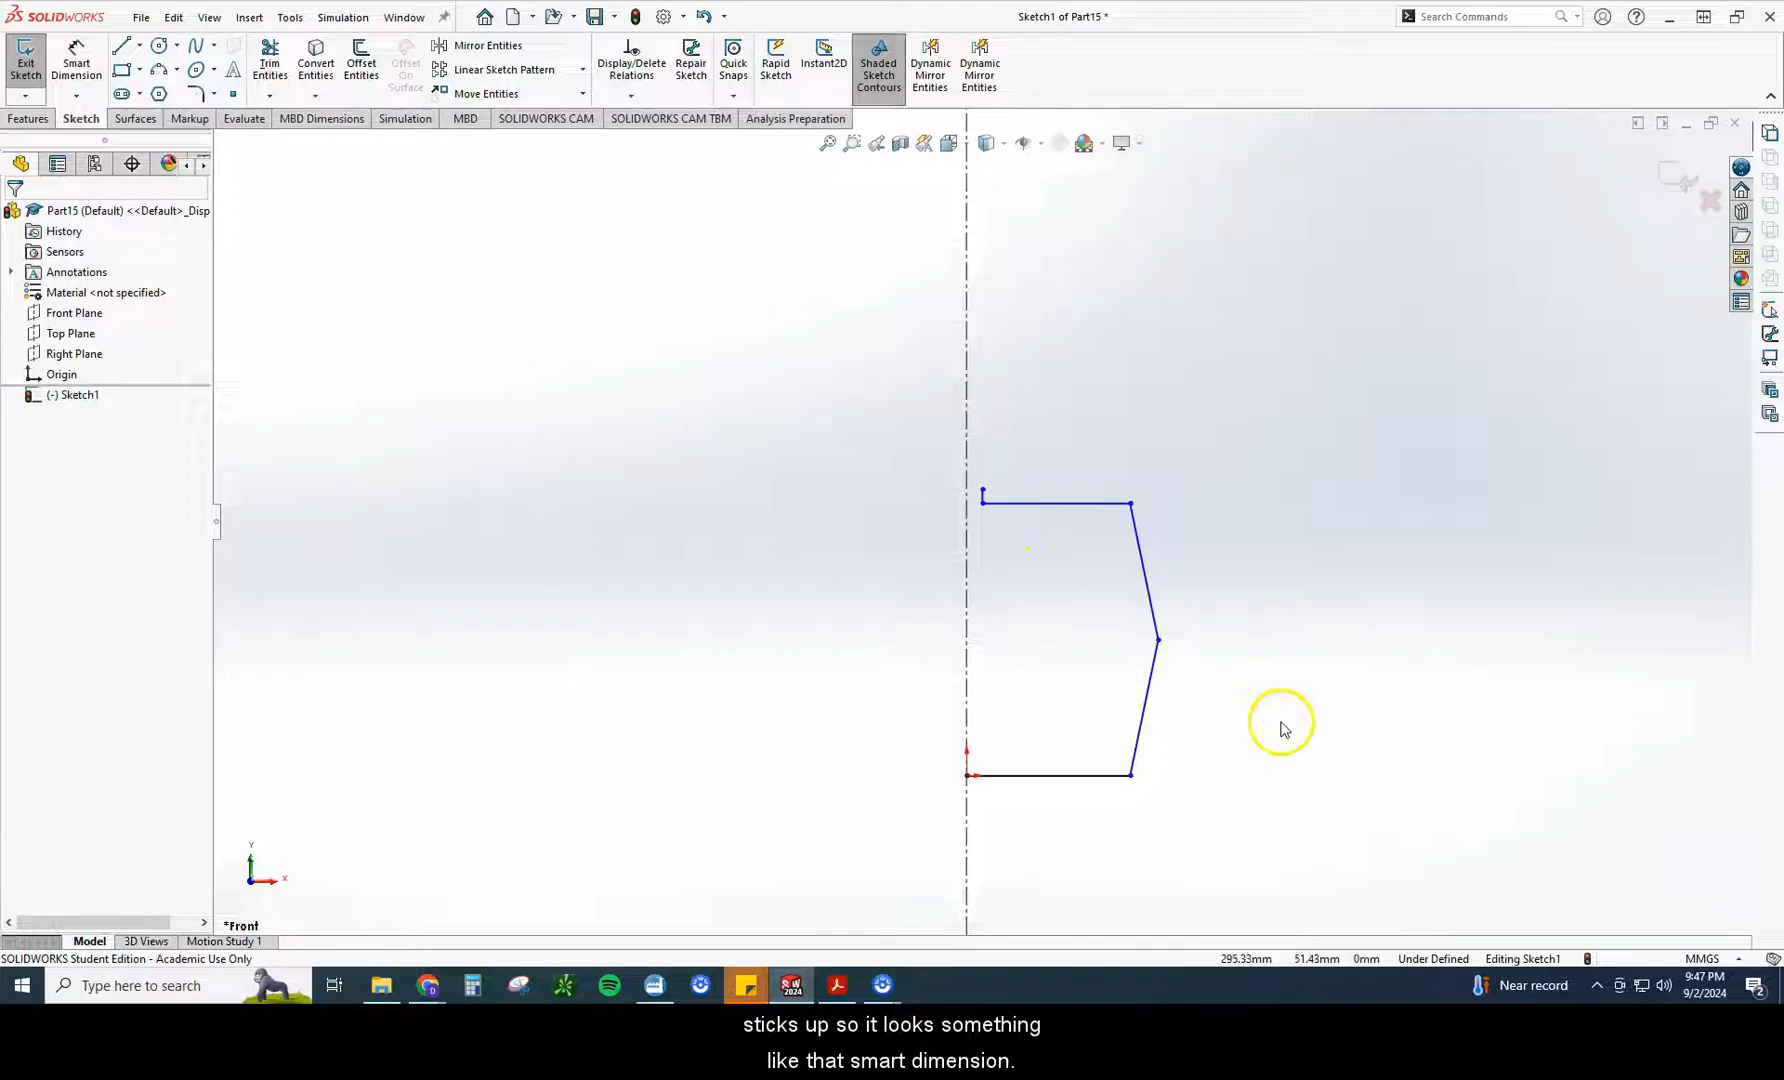 SOLIDWORKS File Edit View Insert Tools Simulation Window Sketch1 of Part15 * Search Commands
Exit Sketch Smart Dimension Trim Entities Convert Entities Offset Entities Offset On Surface Mirror Entities Linear Sketch Pattern Move Entities Display/Delete Relations Repair Sketch Quick Snaps Rapid Sketch Instant2D Shaded Sketch Contours Dynamic Mirror Entities Dynamic Mirror Entities
Features Sketch Surfaces Markup Evaluate MBD Dimensions Simulation MBD SOLIDWORKS CAM SOLIDWORKS CAM TBM Analysis Preparation
Part15 (Default) <<Default>_Disp
History
Sensors
Annotations
Material <not specified>
Front Plane
Top Plane
Right Plane
Origin
(-) Sketch1
Y
X
*Front
Model 3D Views Motion Study 1
SOLIDWORKS Student Edition - Academic Use Only 295.33mm 51.43mm 0mm Under Defined Editing Sketch1 MMGS
Type here to search Near record 9:47 PM
9/2/2024
sticks up so it looks something
like that smart dimension.